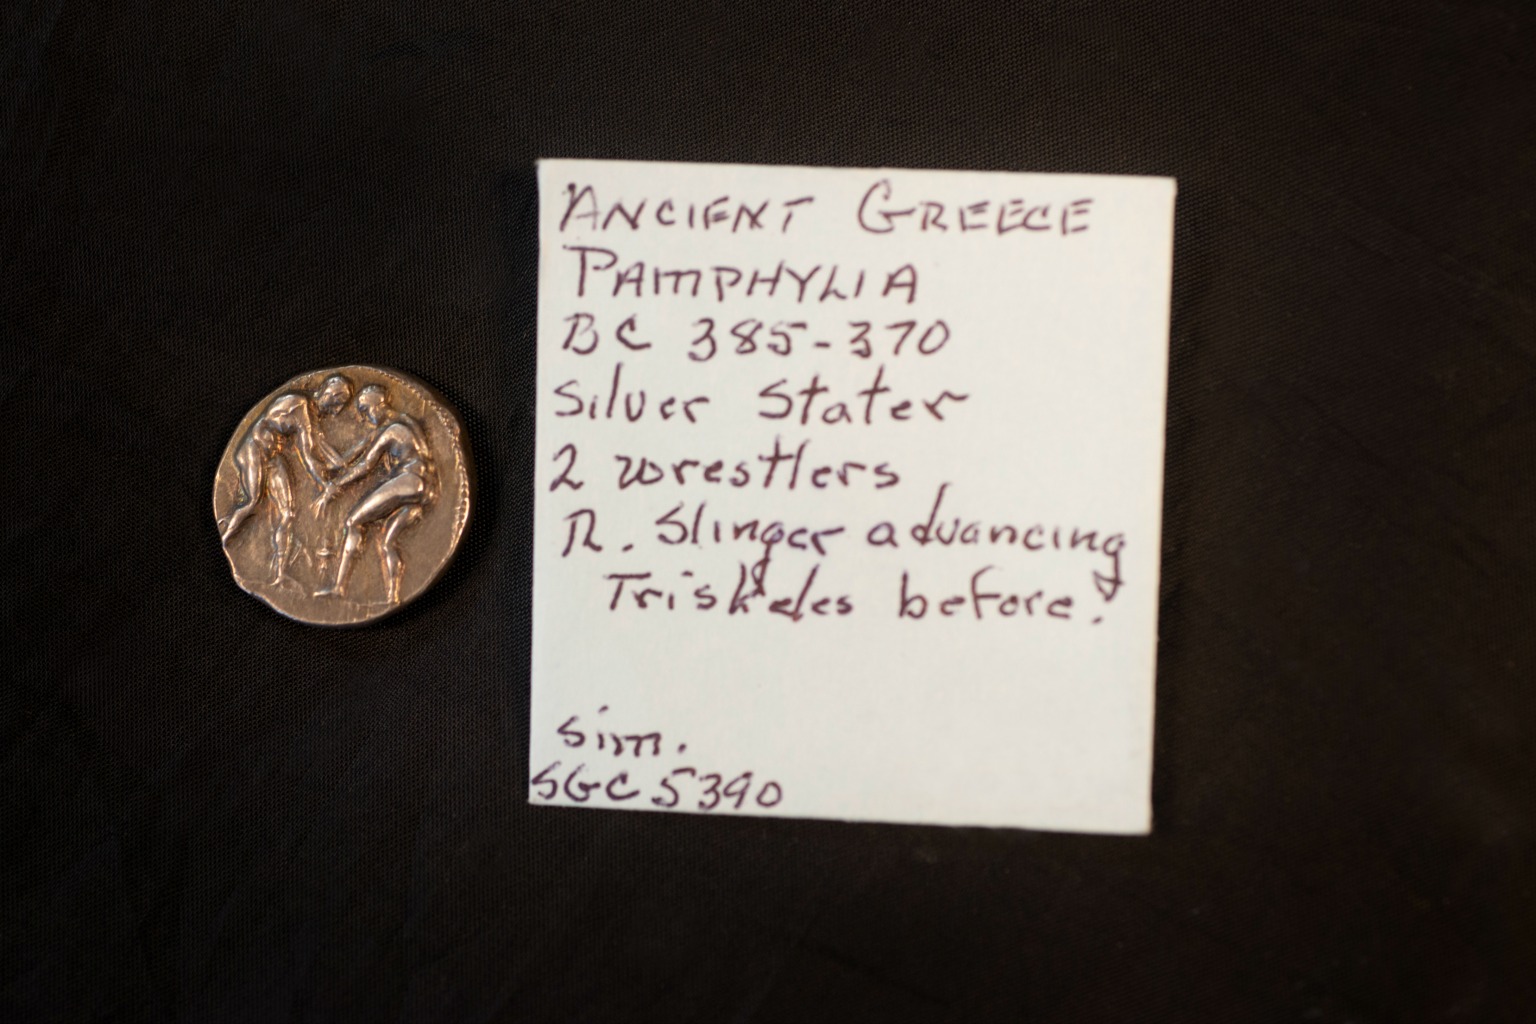 ANCIENT GREECE
PAMPHYLIA
BC 385-370
Silver Stater
2 wrestlers
R. Slinger advancing
Triskeles before.
sim.
SGC 5390